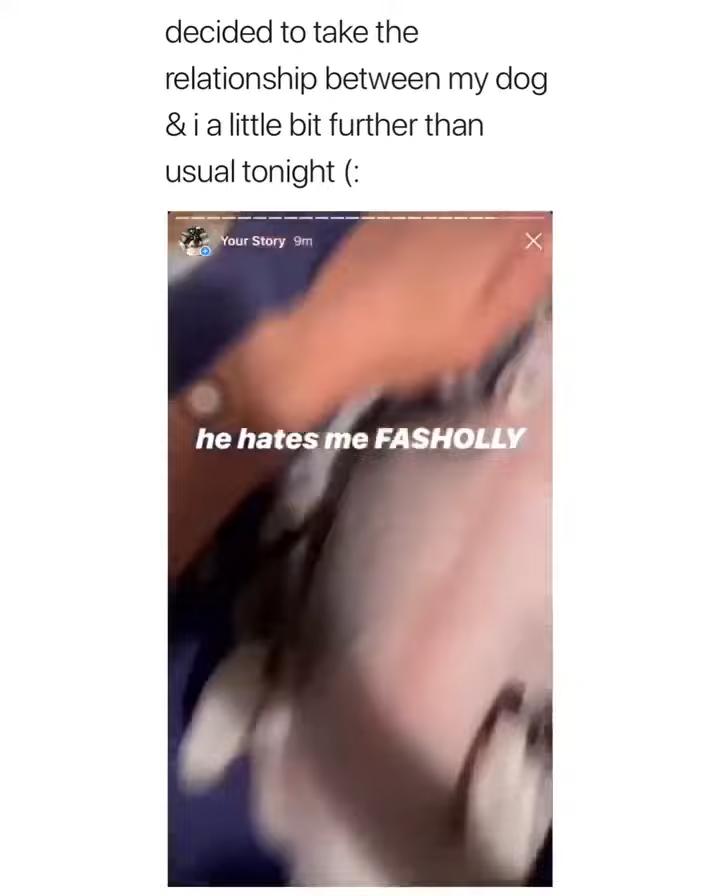 decided to take the
relationship between my dog
& i a little bit further than
usual tonight (:
Your Story 9m
he hates me FASHOLLY